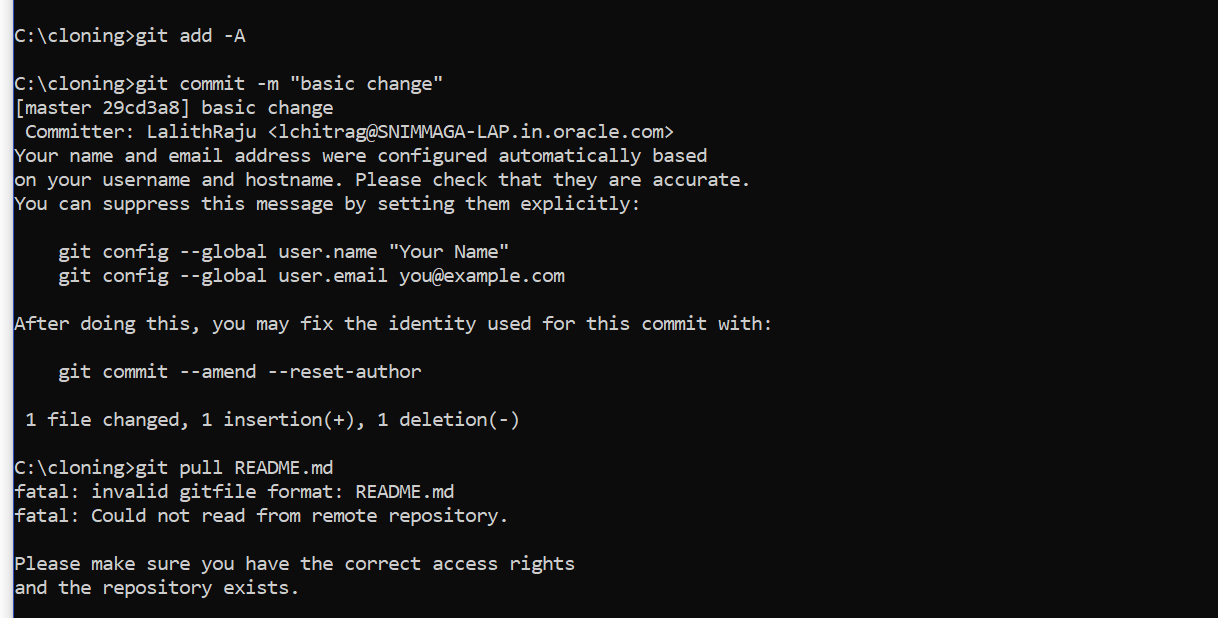 C:\cloning>git add -A
C:\cloning>git commit -m "basic change"
[master 29cd3a8] basic change
Committer: LalithRaju <lchitrag@SNIMMAGA-LAP.in.oracle.com>
Your name and email address were configured automatically based
on your username and hostname. Please check that they are accurate.
You can suppress this message by setting them explicitly:
git config --global user.name "Your Name"
git config --global user.email you@example.com
After doing this, you may fix the identity used for this commit with:
git commit --amend --reset-author
1 file changed, 1 insertion(+), 1 deletion(-)
C:\cloning>git pull README.md
fatal: invalid gitfile format: README.md
fatal: Could not read from remote repository.
Please make sure you have the correct access rights
and the repository exists.